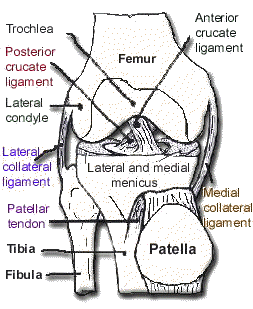 Trochlea
Anterior
crucate
ligament
Femur
Posterior
crucate
ligament
Lateral
condyle
Lateral
collateral
ligament
Lateral and medial
menicus
Medial
collateral
ligament
Patellar
tendon
Tibia
Patella
Fibula